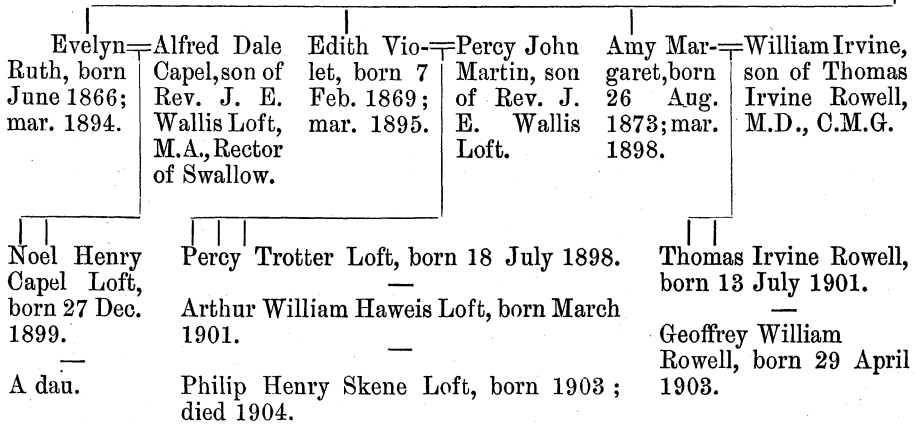 Evelyn
Ruth, born
June 1866;
mar. 1894.
Alfred Dale
Capel, son of
Rev. J. E.
Wallis Loft,
M.A., Rector
of Swallow.
Edith Vio-
let, born 7
Feb. 1869;
mar. 1895.
Percy John
Martin, son
of Rev. J.
E. Wallis
Loft.
Amy Mar-
garet, born
26 Aug.
1873; mar.
1898.
William Irvine,
son of Thomas
Irvine Rowell,
M.D., C.M.G.
Noel Henry
Capel Loft,
born 27 Dec.
1899.
—
A dau.
Percy Trotter Loft, born 18 July 1898.
—
Arthur William Haweis Loft, born March
1901.
—
Philip Henry Skene Loft, born 1903;
died 1904.
Thomas Irvine Rowell,
born 13 July 1901.
—
Geoffrey William
Rowell, born 29 April
1903.